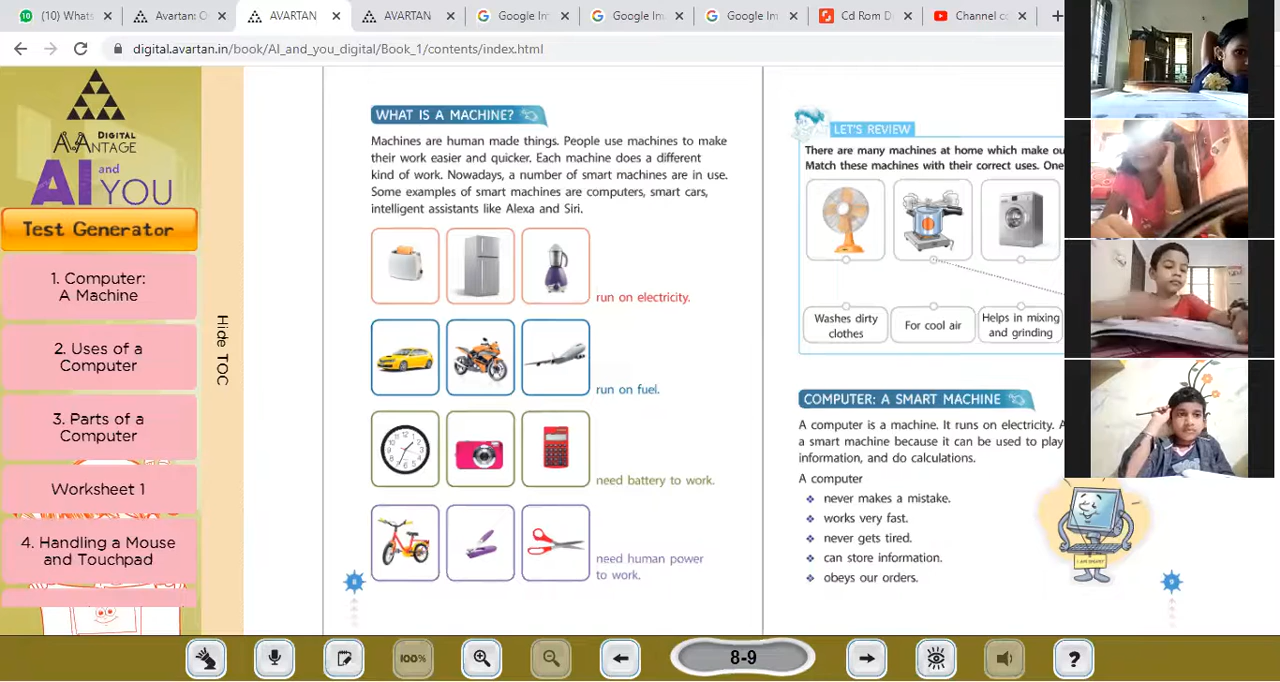 (10) Whats
Avartan: O
AVARTAN
AVARTAN
Google Im
Google Im
Google Im
Cd Rom D
Channel co
digital.avartan.in/book/AI_and_you_digital/Book_1/contents/index.html
DIGITAL
AVANTAGE
AI and YOU
Test Generator
1. Computer:
A Machine
2. Uses of a
Computer
3. Parts of a
Computer
Worksheet 1
4. Handling a Mouse
and Touchpad
Hide TOC
WHAT IS A MACHINE?
Machines are human made things. People use machines to make
their work easier and quicker. Each machine does a different
kind of work. Nowadays, a number of smart machines are in use.
Some examples of smart machines are computers, smart cars,
intelligent assistants like Alexa and Siri.
run on electricity.
run on fuel.
need battery to work.
need human power
to work.
8
LET'S REVIEW
There are many machines at home which make ou
Match these machines with their correct uses. One
Washes dirty
clothes
For cool air
Helps in mixing
and grinding
COMPUTER: A SMART MACHINE
A computer is a machine. It runs on electricity. A
a smart machine because it can be used to play
information, and do calculations.
A computer
❖ never makes a mistake.
❖ works very fast.
❖ never gets tired.
❖ can store information.
❖ obeys our orders.
I AM SMART
9
100%
8-9
?